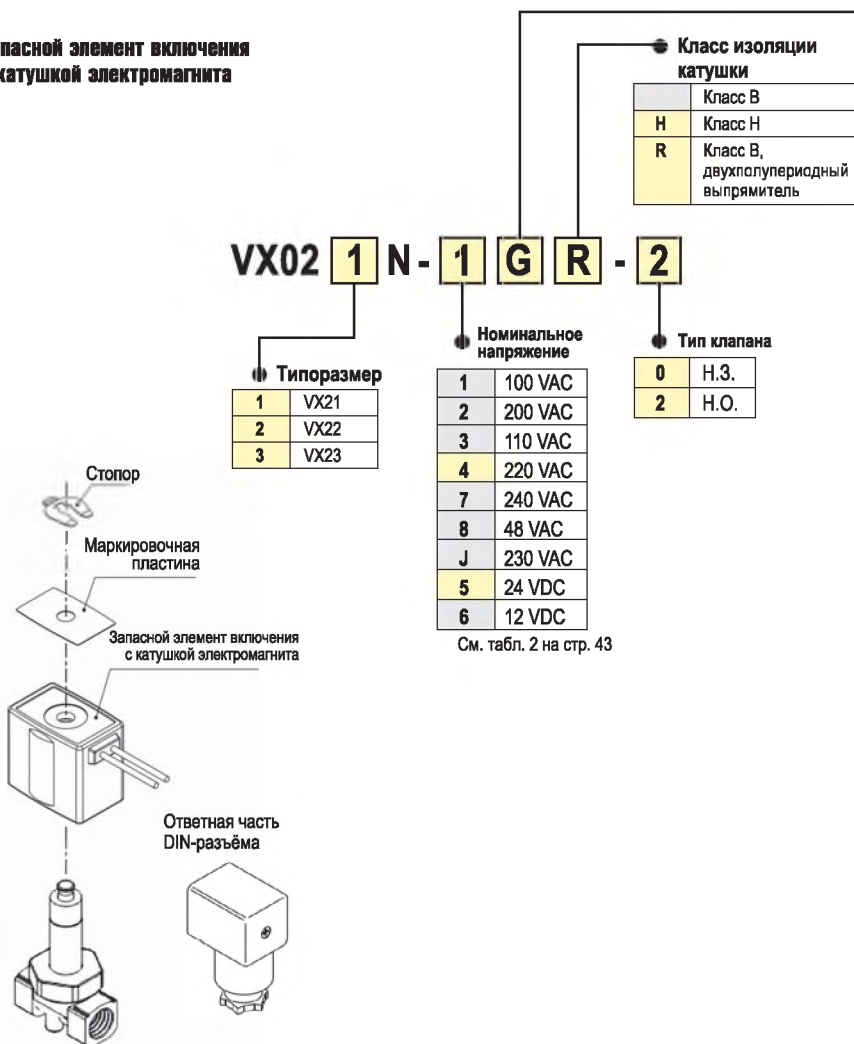 пасной элемент включения
катушкой электромагнита
Класс изоляции
катушки
Класс B
H Класс H
R Класс B,
двухполупериодный
выпрямитель
VX02 1 N - 1 G R - 2
Типоразмер
1 VX21
2 VX22
3 VX23
Номинальное
напряжение
1 100 VAC
2 200 VAC
3 110 VAC
4 220 VAC
7 240 VAC
8 48 VAC
J 230 VAC
5 24 VDC
6 12 VDC
См. табл. 2 на стр. 43
Тип клапана
0 Н.З.
2 Н.О.
Стопор
Маркировочная
пластина
Запасной элемент включения
с катушкой электромагнита
Ответная часть
DIN-разъёма